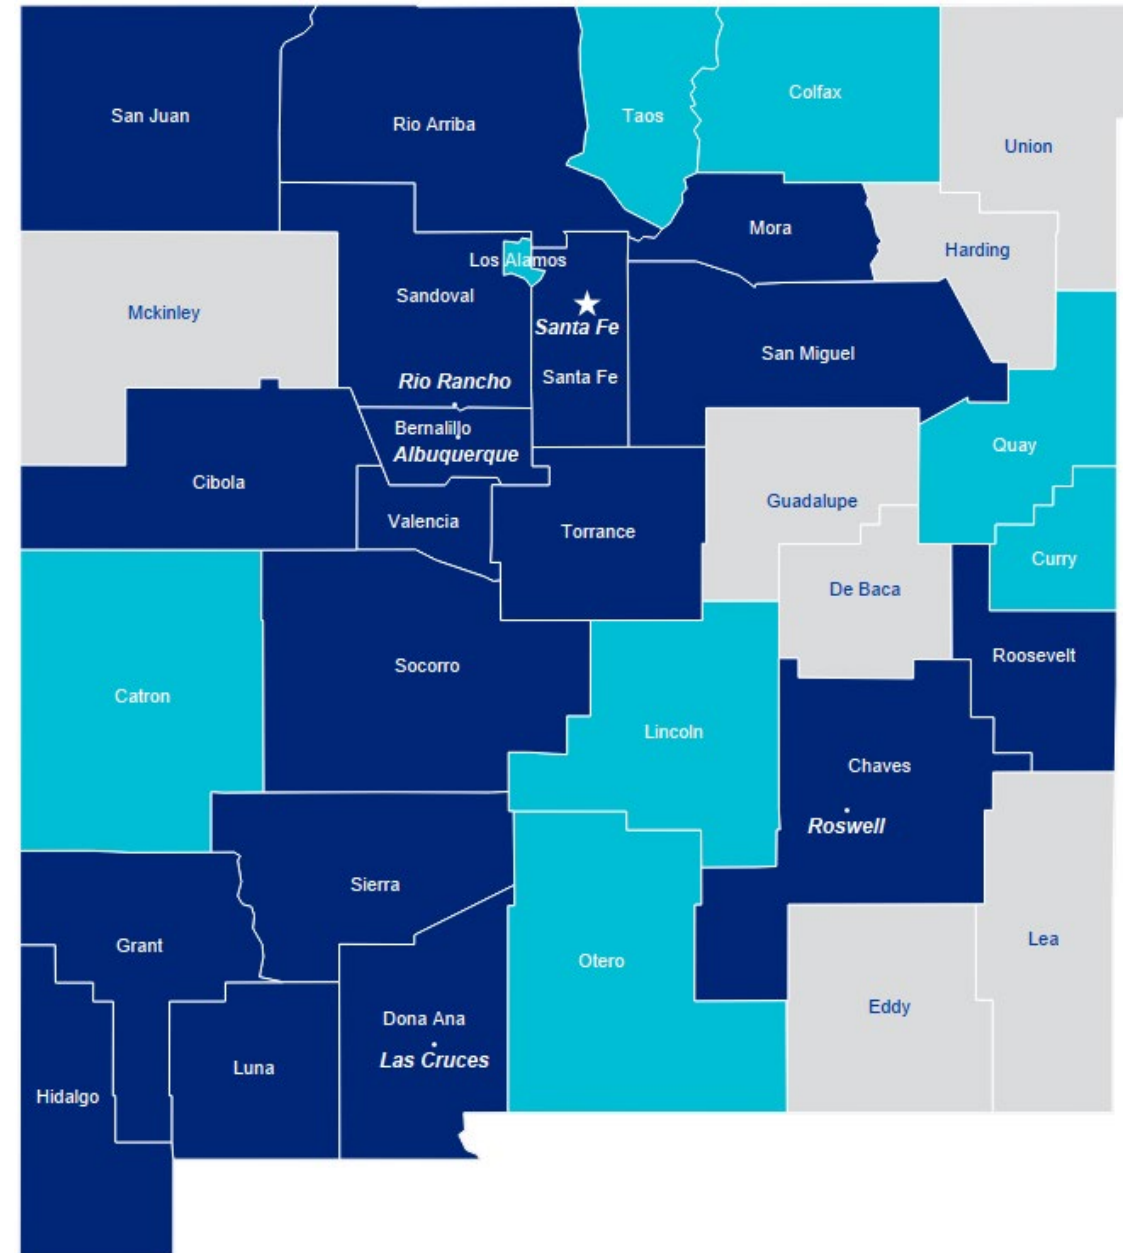 Colfax
San Juan
Taos
Rio Arriba
Union
Mora
Harding
Los Alamos
Sandoval
Mckinley
Santa Fe
San Miguel
Santa Fe
Rio Rancho
Bernalillo
Quay
Albuquerque
Cibola
Guadalupe
Valencia
Torrance
Curry
De Baca
Roosevelt
Socorro
Catron
Lincoln
Chaves
Roswell
Sierra
Lea
Grant
Otero
Eddy
Dona Ana
Las Cruces
Luna
Hidalgo